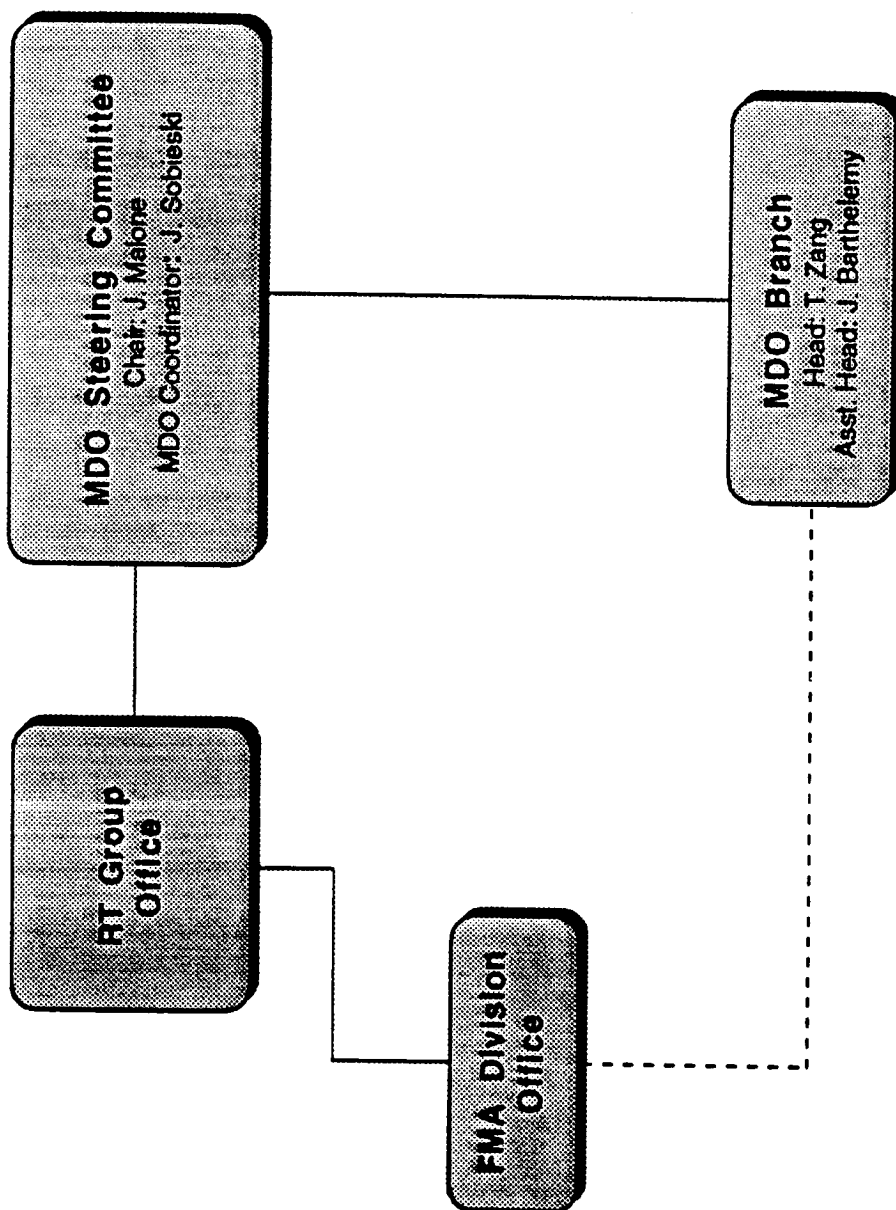 RT Group
Office
MDO Steering Committee
Chair: J. Malone
MDO Coordinator: J. Sobieski
FMA Division
Office
MDO Branch
Head: T. Zang
Asst. Head: J. Barthelemy